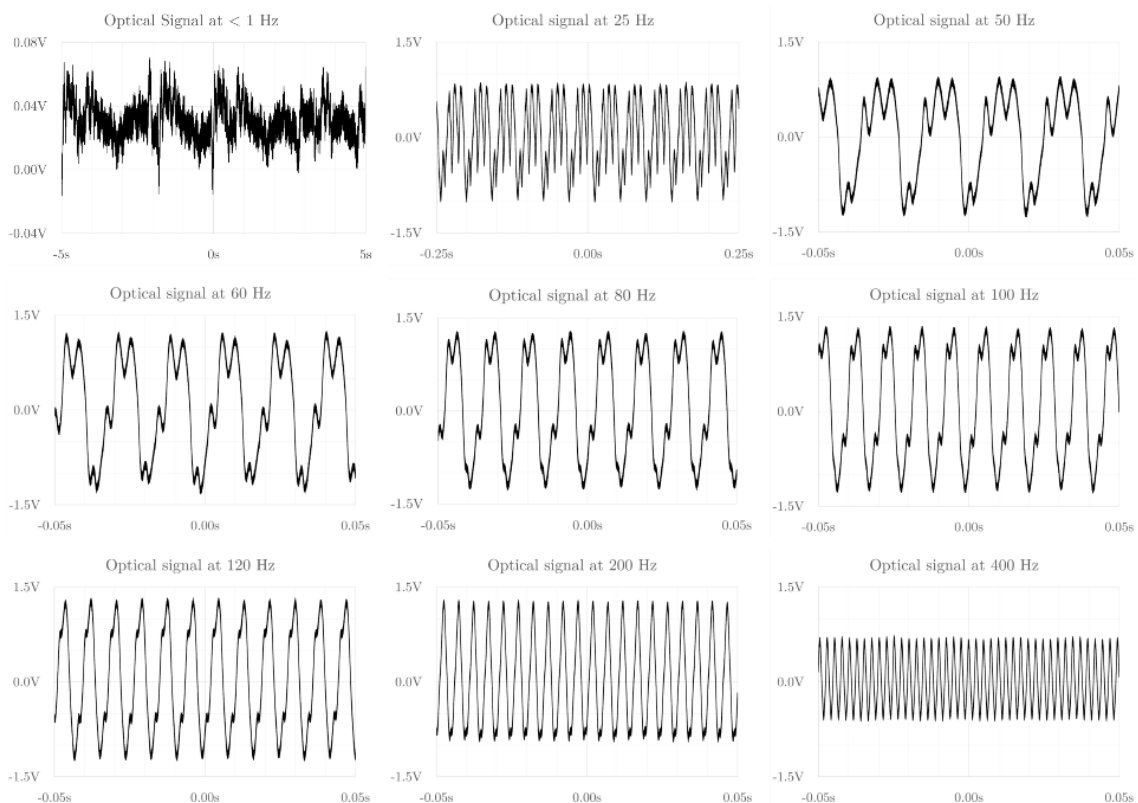 Optical Signal at < 1 Hz
0.08V
0.04V
0.00V
-0.04V
-5s 0s 5s
Optical signal at 25 Hz
1.5V
0.0V
-1.5V
-0.25s 0.00s 0.25s
Optical signal at 50 Hz
1.5V
0.0V
-1.5V
-0.05s 0.00s 0.05s
Optical signal at 60 Hz
1.5V
0.0V
-1.5V
-0.05s 0.00s 0.05s
Optical signal at 80 Hz
1.5V
0.0V
-1.5V
-0.05s 0.00s 0.05s
Optical signal at 100 Hz
1.5V
0.0V
-1.5V
-0.05s 0.00s 0.05s
Optical signal at 120 Hz
1.5V
0.0V
-1.5V
-0.05s 0.00s 0.05s
Optical signal at 200 Hz
1.5V
0.0V
-1.5V
-0.05s 0.00s 0.05s
Optical signal at 400 Hz
1.5V
0.0V
-1.5V
-0.05s 0.00s 0.05s